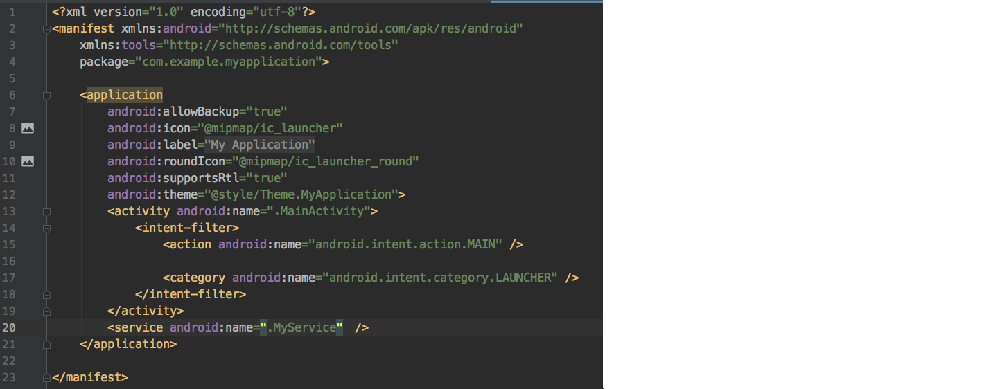 1 <?xml version="1.0" encoding="utf-8"?>
2 <manifest xmlns:android="http://schemas.android.com/apk/res/android"
3     xmlns:tools="http://schemas.android.com/tools"
4     package="com.example.myapplication">
5
6     <application
7         android:allowBackup="true"
8         android:icon="@mipmap/ic_launcher"
9         android:label="My Application"
10         android:roundIcon="@mipmap/ic_launcher_round"
11         android:supportsRtl="true"
12         android:theme="@style/Theme.MyApplication">
13         <activity android:name=".MainActivity">
14             <intent-filter>
15                 <action android:name="android.intent.action.MAIN" />
16
17                 <category android:name="android.intent.category.LAUNCHER" />
18             </intent-filter>
19         </activity>
20         <service android:name=".MyService"  />
21     </application>
22
23 </manifest>